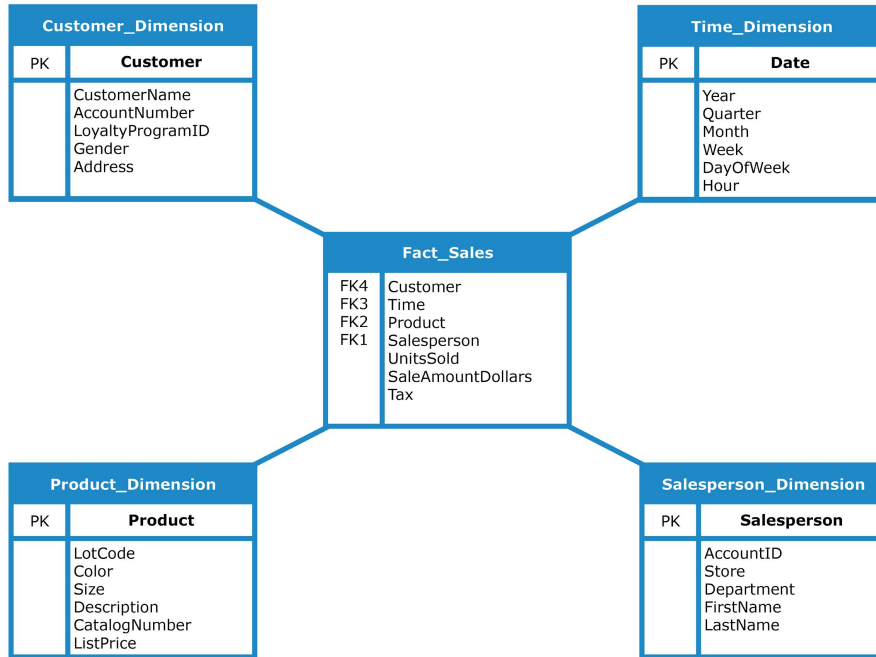 Customer_Dimension
PK Customer
CustomerName
AccountNumber
LoyaltyProgramID
Gender
Address
Time_Dimension
PK Date
Year
Quarter
Month
Week
DayOfWeek
Hour
Fact_Sales
FK4 Customer
FK3 Time
FK2 Product
FK1 Salesperson
UnitsSold
SaleAmountDollars
Tax
Product_Dimension
PK Product
LotCode
Color
Size
Description
CatalogNumber
ListPrice
Salesperson_Dimension
PK Salesperson
AccountID
Store
Department
FirstName
LastName